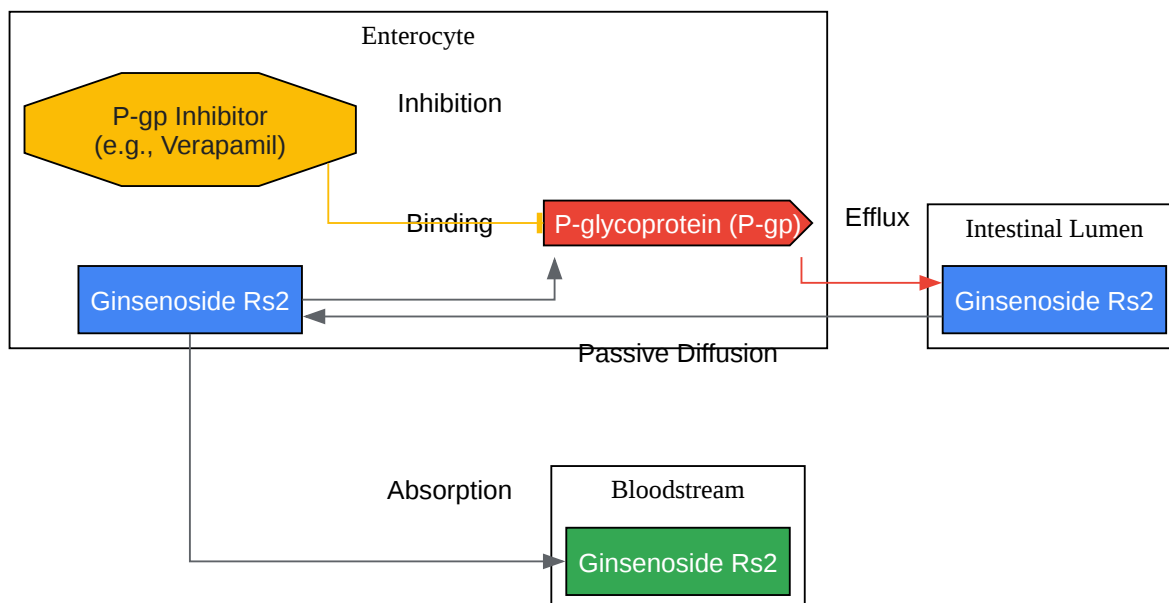 Enterocyte
P-gp Inhibitor
(e.g., Verapamil)
Inhibition
Binding
P-glycoprotein (P-gp)
Efflux
Intestinal Lumen
Ginsenoside Rs2
Ginsenoside Rs2
Passive Diffusion
Absorption
Bloodstream
Ginsenoside Rs2